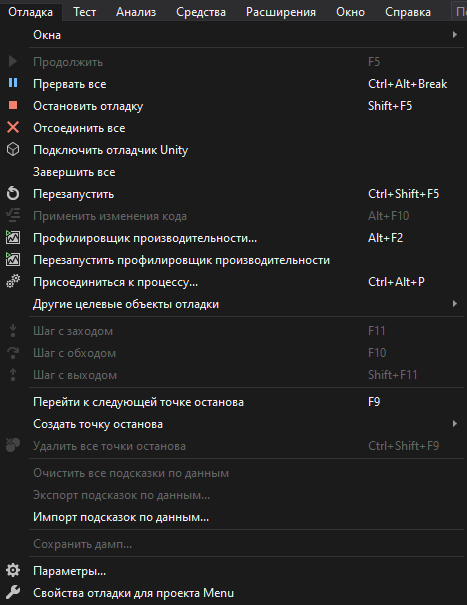 Отладка Тест Анализ Средства Расширения Окно Справка
Окна
Продолжить F5
Прервать все Ctrl+Alt+Break
Остановить отладку Shift+F5
Отсоединить все
Подключить отладчик Unity
Завершить все
Перезапустить Ctrl+Shift+F5
Применить изменения кода Alt+F10
Профилировщик производительности... Alt+F2
Перезапустить профилировщик производительности
Присоединиться к процессу... Ctrl+Alt+P
Другие целевые объекты отладки
Шаг с заходом F11
Шаг с обходом F10
Шаг с выходом Shift+F11
Перейти к следующей точке останова F9
Создать точку останова
Удалить все точки останова Ctrl+Shift+F9
Очистить все подсказки по данным
Экспорт подсказок по данным...
Импорт подсказок по данным...
Сохранить дамп...
Параметры...
Свойства отладки для проекта Menu